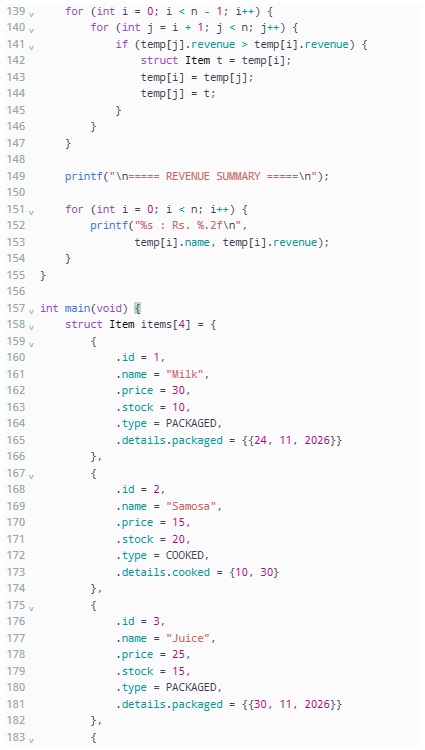 139 for (int i = 0; i < n - 1; i++) {
140 for (int j = i + 1; j < n; j++) {
141 if (temp[j].revenue > temp[i].revenue) {
142 struct Item t = temp[i];
143 temp[i] = temp[j];
144 temp[j] = t;
145 }
146 }
147 }
148
149 printf("\n===== REVENUE SUMMARY =====\n");
150
151 for (int i = 0; i < n; i++) {
152 printf("%s : Rs. %.2f\n",
153 temp[i].name, temp[i].revenue);
154 }
155 }
156
157 int main(void) {
158 struct Item items[4] = {
159 {
160 .id = 1,
161 .name = "Milk",
162 .price = 30,
163 .stock = 10,
164 .type = PACKAGED,
165 .details.packaged = {{24, 11, 2026}}
166 },
167 {
168 .id = 2,
169 .name = "Samosa",
170 .price = 15,
171 .stock = 20,
172 .type = COOKED,
173 .details.cooked = {10, 30}
174 },
175 {
176 .id = 3,
177 .name = "Juice",
178 .price = 25,
179 .stock = 15,
180 .type = PACKAGED,
181 .details.packaged = {{30, 11, 2026}}
182 },
183 {